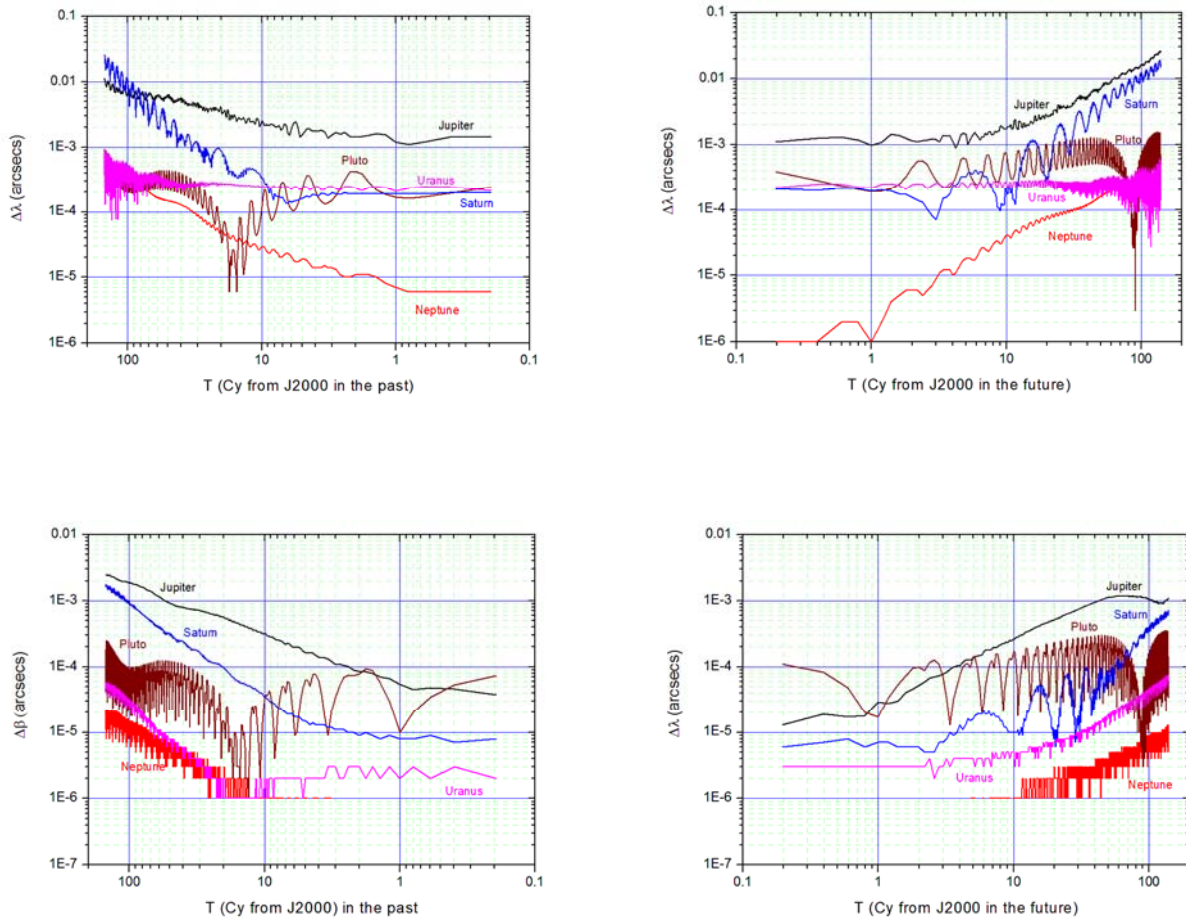 0.1
0.01
1E-3
1E-4
1E-5
1E-6
Δλ (arcsecs)
Jupiter
Pluto
Uranus
Saturn
Neptune
100 10 1 0.1
T (Cy from J2000 in the past)
0.1
0.01
1E-3
1E-4
1E-5
1E-6
Δλ (arcsecs)
Jupiter
Saturn
Pluto
Uranus
Neptune
0.1 1 10 100
T (Cy from J2000 in the future)
0.01
1E-3
1E-4
1E-5
1E-6
1E-7
Δβ (arcsecs)
Jupiter
Saturn
Pluto
Neptune
Uranus
100 10 1 0.1
T (Cy from J2000) in the past
0.01
1E-3
1E-4
1E-5
1E-6
1E-7
Δλ (arcsecs)
Jupiter
Saturn
Pluto
Uranus
Neptune
0.1 1 10 100
T (Cy from J2000 in the future)